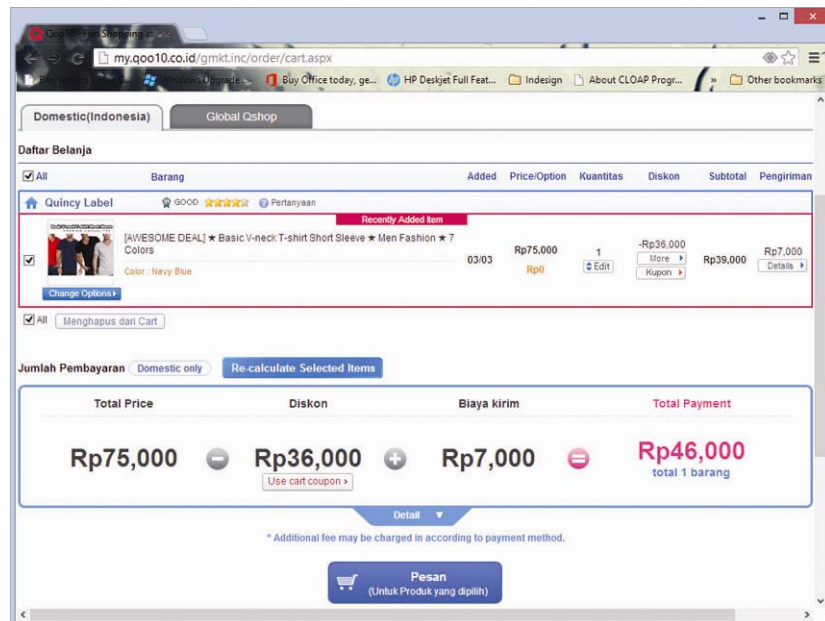 Qoo10 - Fun Shopping at
my.qoo10.co.id/gmkt.inc/order/cart.aspx
Windows Upgrade
Buy Office today, ge...
HP Deskjet Full Feat...
Indesign
About CLOAP Progr...
»
Other bookmarks
Domestic(Indonesia)
Global Qshop
Daftar Belanja
All Barang Added Price/Option Kuantitas Diskon Subtotal Pengiriman
Quincy Label GOOD Pertanyaan
Recently Added Item
[AWESOME DEAL] ★ Basic V-neck T-shirt Short Sleeve ★ Men Fashion ★ 7
Colors
Color : Navy Blue
Change Options
03/03
Rp75,000
Rp0
1
Edit
-Rp36,000
More
Kupon
Rp39,000
Rp7,000
Details
All Menghapus dari Cart
Jumlah Pembayaran Domestic only Re-calculate Selected Items
Total Price Diskon Biaya kirim Total Payment
Rp75,000 - Rp36,000 + Rp7,000 = Rp46,000
Use cart coupon › total 1 barang
Detail ▼
* Additional fee may be charged in according to payment method.
Pesan
(Untuk Produk yang dipilih)